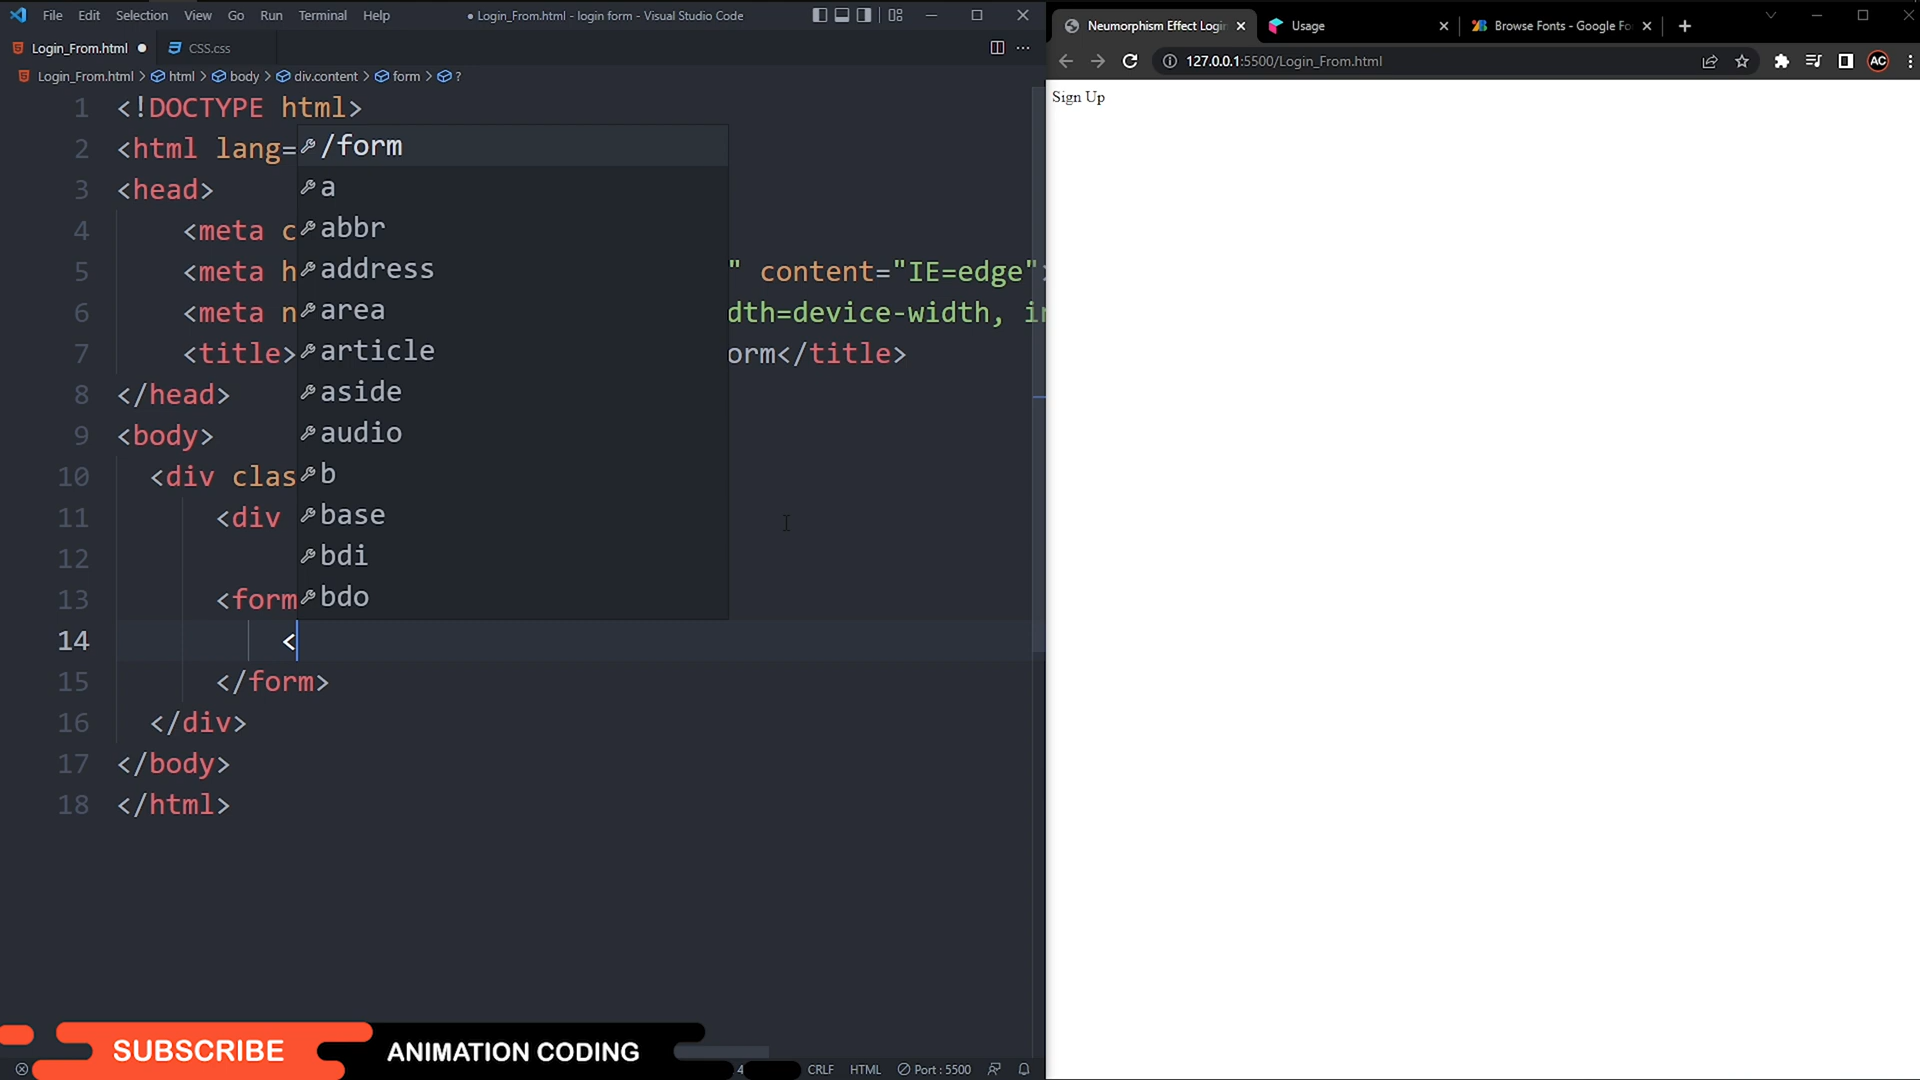 File Edit Selection View Go Run Terminal Help
● Login_From.html - login form - Visual Studio Code
Login_From.html ●
CSS.css
Login_From.html > html > body > div.content > form > ?
1 <!DOCTYPE html>
2 <html lang=
3 <head>
4 <meta c
5 <meta h " content="IE=edge">
6 <meta n dth=device-width, in
7 <title> orm</title>
8 </head>
9 <body>
10 <div clas
11 <div
12
13 <form
14 <
15 </form>
16 </div>
17 </body>
18 </html>
/form
a
abbr
address
area
article
aside
audio
b
base
bdi
bdo
SUBSCRIBE
ANIMATION CODING
4 CRLF HTML Port : 5500
Neumorphism Effect Login
Usage
Browse Fonts - Google Fo
127.0.0.1:5500/Login_From.html
AC
Sign Up